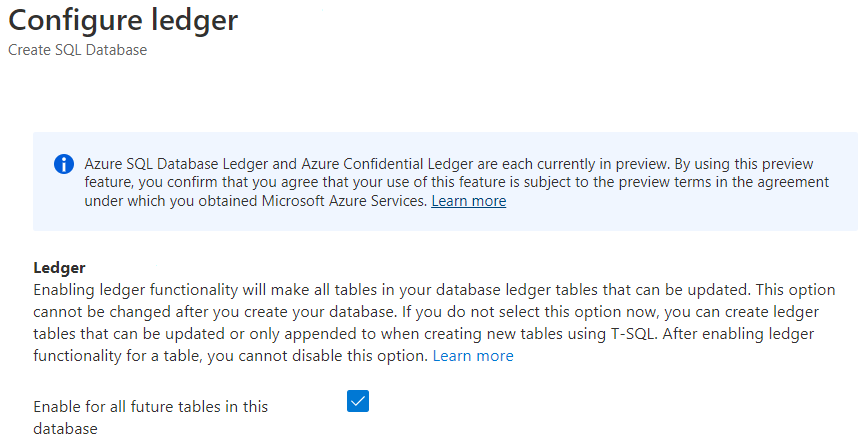 Configure ledger
Create SQL Database
Azure SQL Database Ledger and Azure Confidential Ledger are each currently in preview. By using this preview
feature, you confirm that you agree that your use of this feature is subject to the preview terms in the agreement
under which you obtained Microsoft Azure Services. Learn more
Ledger
Enabling ledger functionality will make all tables in your database ledger tables that can be updated. This option
cannot be changed after you create your database. If you do not select this option now, you can create ledger
tables that can be updated or only appended to when creating new tables using T-SQL. After enabling ledger
functionality for a table, you cannot disable this option. Learn more
Enable for all future tables in this
database